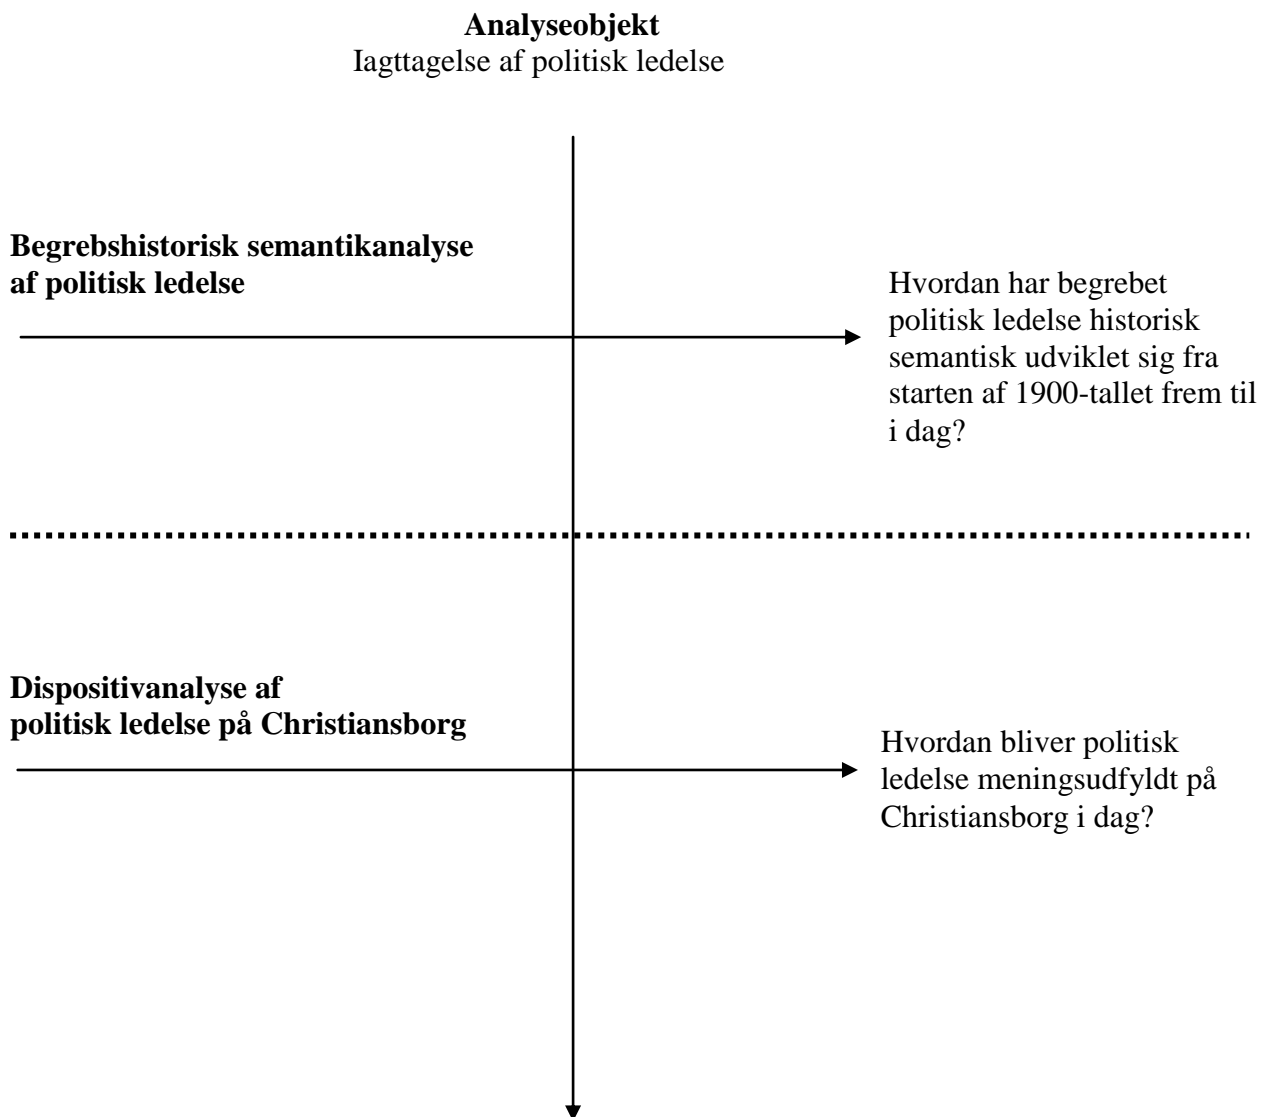 Analyseobjekt
Iagttagelse af politisk ledelse
Begrebshistorisk semantikanalyse
af politisk ledelse
Hvordan har begrebet
politisk ledelse historisk
semantisk udviklet sig fra
starten af 1900-tallet frem til
i dag?
Dispositivanalyse af
politisk ledelse på Christiansborg
Hvordan bliver politisk
ledelse meningsudfyldt på
Christiansborg i dag?